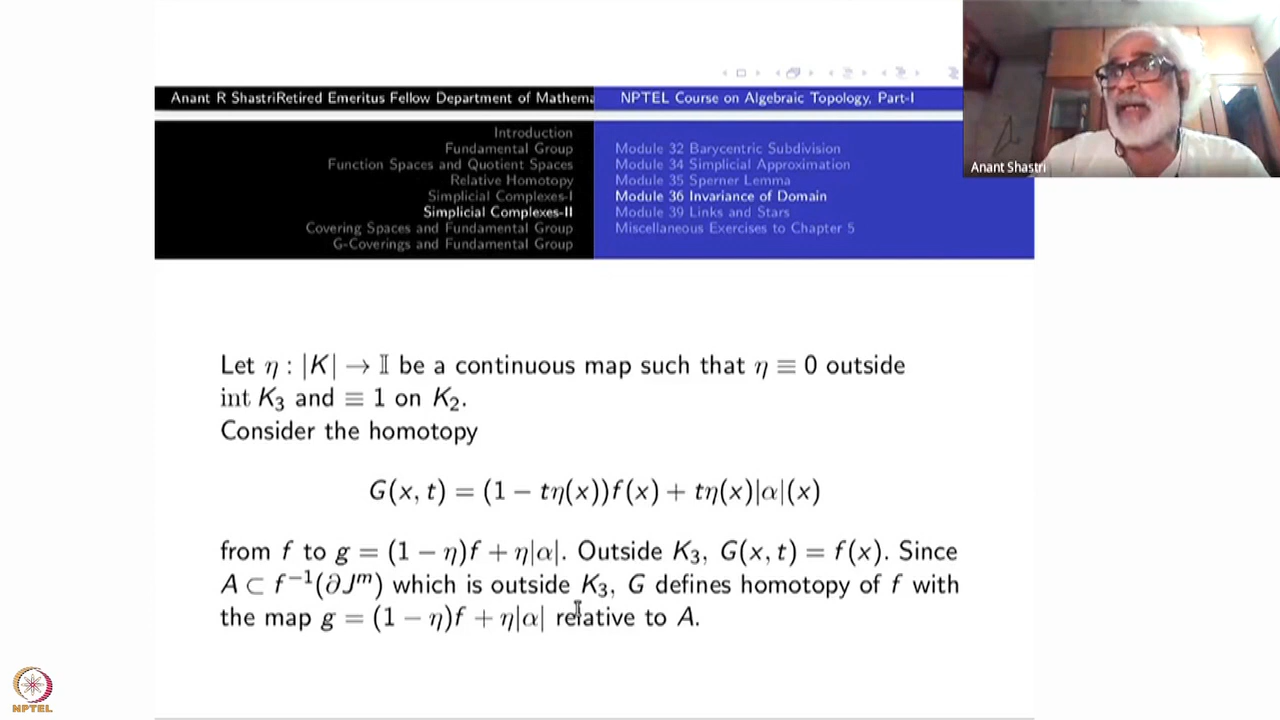 Anant R ShastriRetired Emeritus Fellow Department of Mathema
NPTEL Course on Algebraic Topology, Part-I
Introduction
Fundamental Group
Function Spaces and Quotient Spaces
Relative Homotopy
Simplicial Complexes-I
Simplicial Complexes-II
Covering Spaces and Fundamental Group
G-Coverings and Fundamental Group
Module 32 Barycentric Subdivision
Module 34 Simplicial Approximation
Module 35 Sperner Lemma
Module 36 Invariance of Domain
Module 39 Links and Stars
Miscellaneous Exercises to Chapter 5
Anant Shastri
Let η : |K| → 𝕀 be a continuous map such that η ≡ 0 outside
int K₃ and ≡ 1 on K₂.
Consider the homotopy
G(x, t) = (1 − tη(x))f(x) + tη(x)|α|(x)
from f to g = (1 − η)f + η|α|. Outside K₃, G(x, t) = f(x). Since
A ⊂ f⁻¹(∂Jᵐ) which is outside K₃, G defines homotopy of f with
the map g = (1 − η)f + η|α| relative to A.
NPTEL